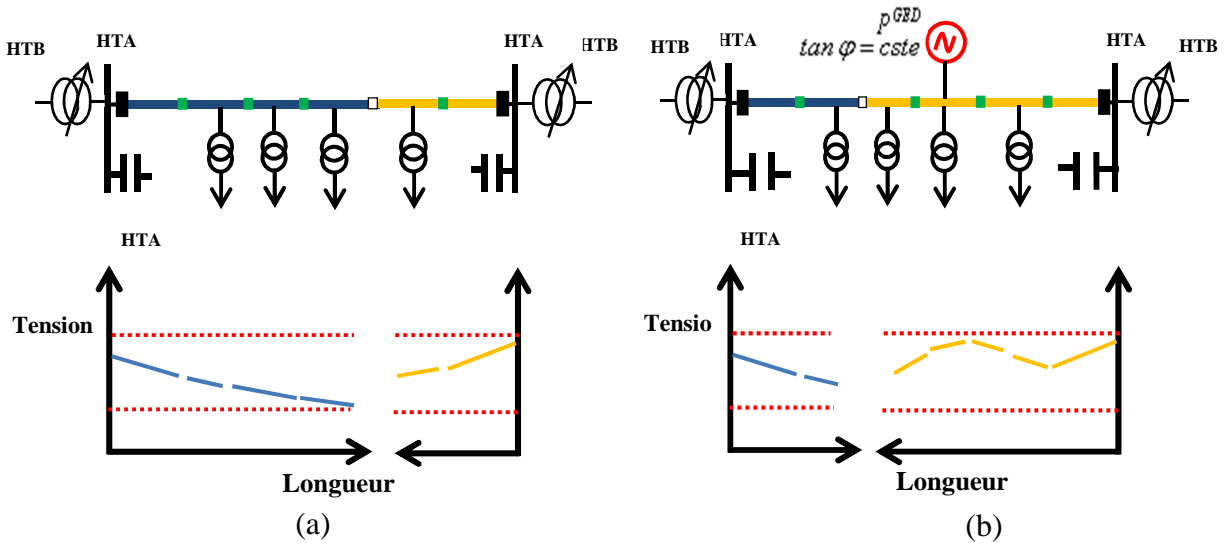 HTB
HTA
HTA
HTB
HTB
HTA
p^GED
tan φ = cste
HTA
HTB
HTA
Tension
Longueur
(a)
HTA
Tensio
Longueur
(b)